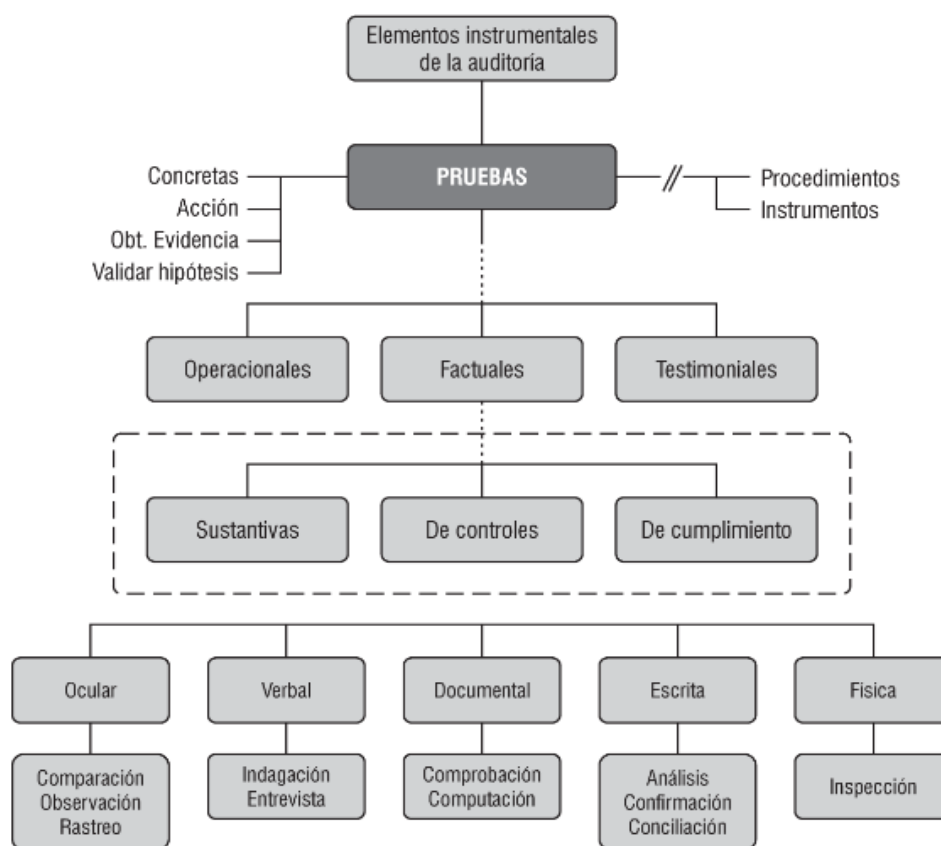 Elementos instrumentales
de la auditoría
PRUEBAS
Concretas
Acción
Obt. Evidencia
Validar hipótesis
Procedimientos
Instrumentos
Operacionales
Factuales
Testimoniales
Sustantivas
De controles
De cumplimiento
Ocular
Verbal
Documental
Escrita
Fisica
Comparación
Observación
Rastreo
Indagación
Entrevista
Comprobación
Computación
Análisis
Confirmación
Conciliación
Inspección